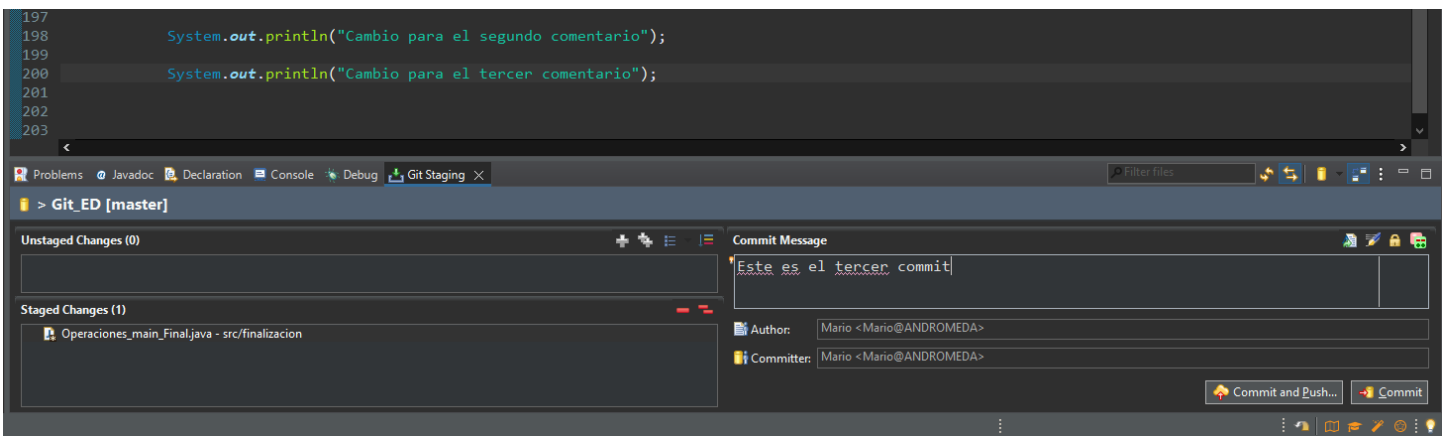 197
198 System.out.println("Cambio para el segundo comentario");
199
200 System.out.println("Cambio para el tercer comentario");
201
202
203
Problems @ Javadoc Declaration Console Debug Git Staging Filter files
> Git_ED [master]
Unstaged Changes (0)
Staged Changes (1)
Operaciones_main_Final.java - src/finalizacion
Commit Message
Este es el tercer commit
Author: Mario <Mario@ANDROMEDA>
Committer: Mario <Mario@ANDROMEDA>
Commit and Push... Commit